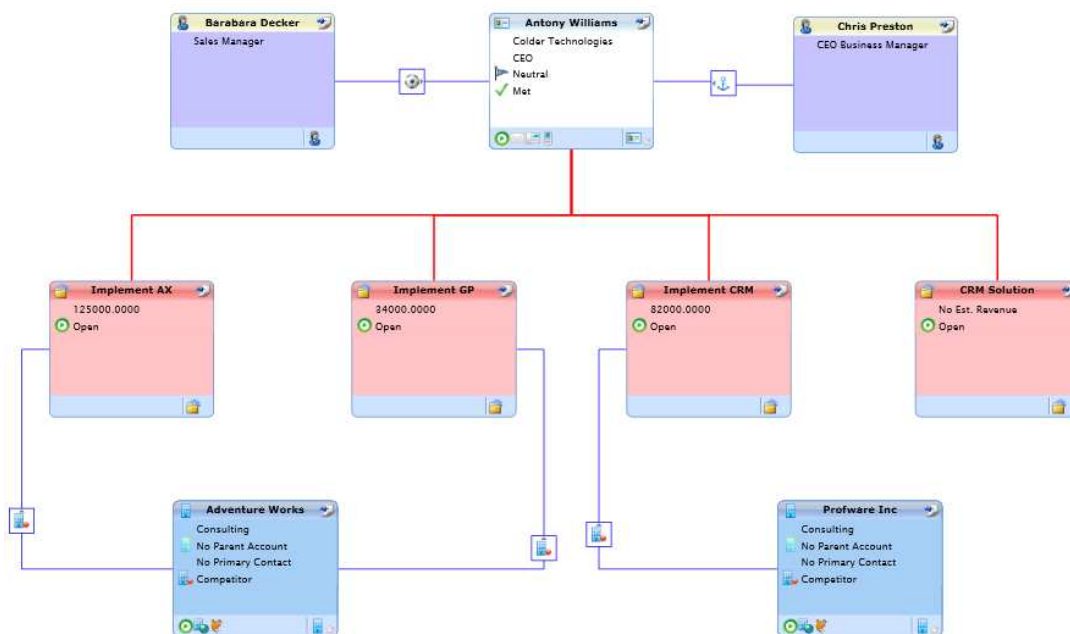 Barabara Decker
Sales Manager
Antony Williams
Colder Technologies
CEO
Neutral
Met
Chris Preston
CEO Business Manager
Implement AX
125000.0000
Open
Implement GP
34000.0000
Open
Implement CRM
82000.0000
Open
CRM Solution
No Est. Revenue
Open
Adventure Works
Consulting
No Parent Account
No Primary Contact
Competitor
Profware Inc
Consulting
No Parent Account
No Primary Contact
Competitor